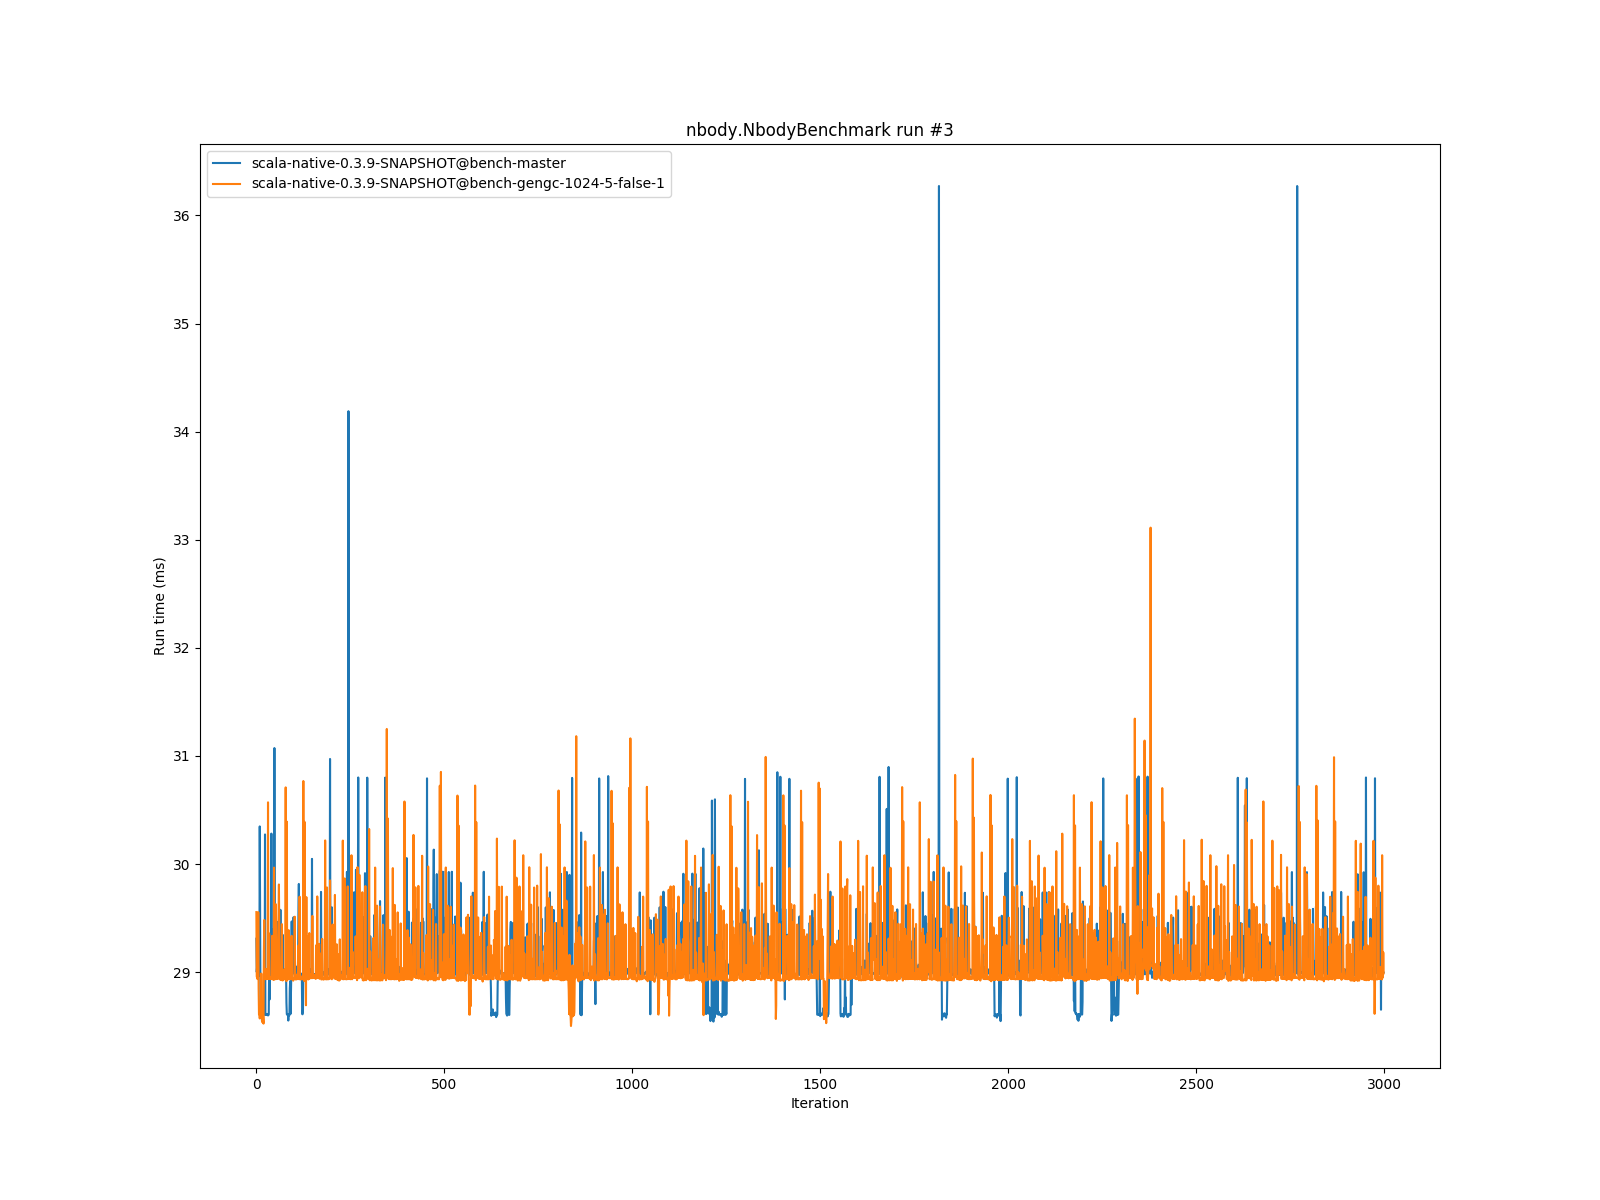 nbody.NbodyBenchmark run #3
scala-native-0.3.9-SNAPSHOT@bench-master
scala-native-0.3.9-SNAPSHOT@bench-gengc-1024-5-false-1
36
35
34
33
32
31
30
29
Run time (ms)
0 500 1000 1500 2000 2500 3000
Iteration